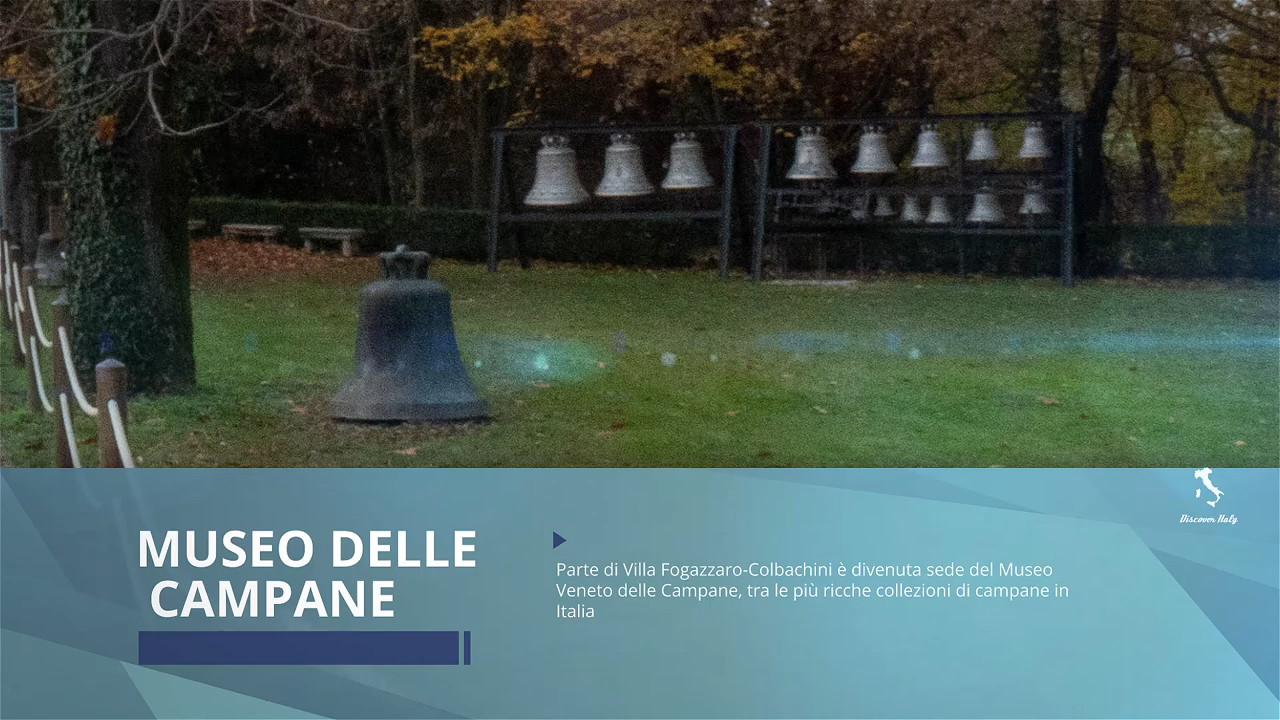 MUSEO DELLE
CAMPANE
Parte di Villa Fogazzaro-Colbachini è divenuta sede del Museo
Veneto delle Campane, tra le più ricche collezioni di campane in
Italia
Discover Italy